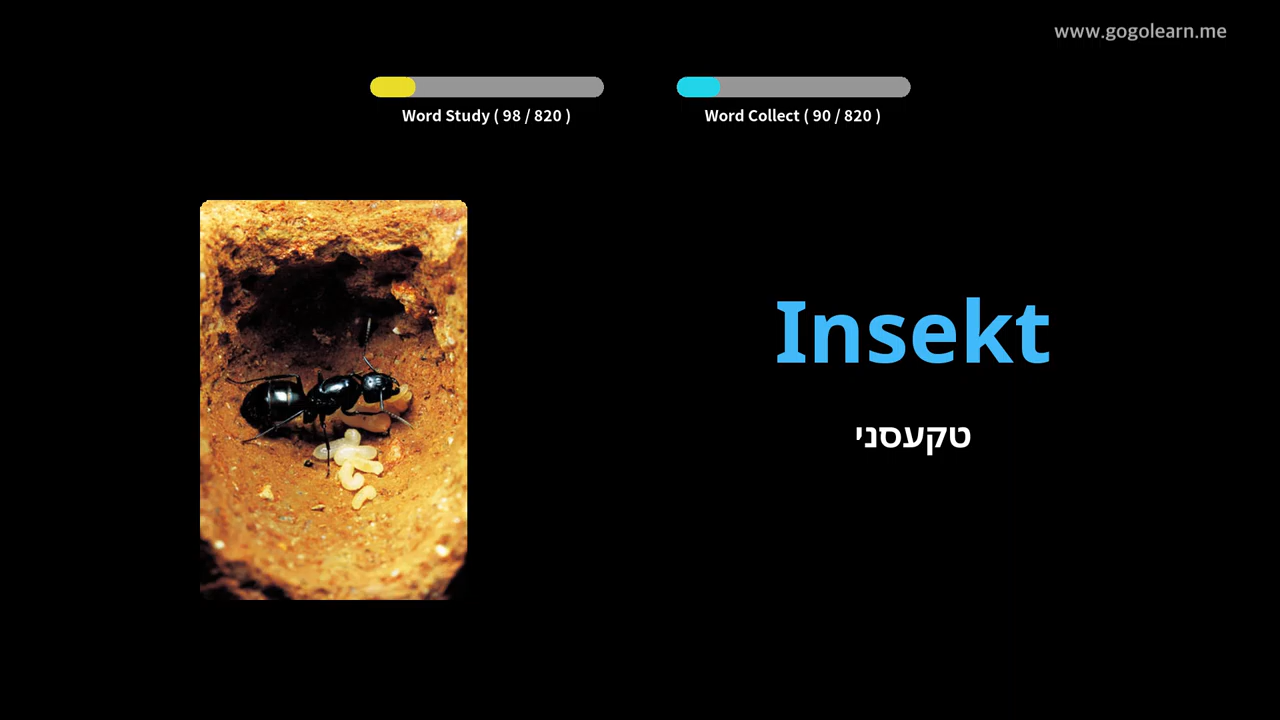 www.gogolearn.me
Word Study ( 98 / 820 )
Word Collect ( 90 / 820 )
Insekt
טקעסני